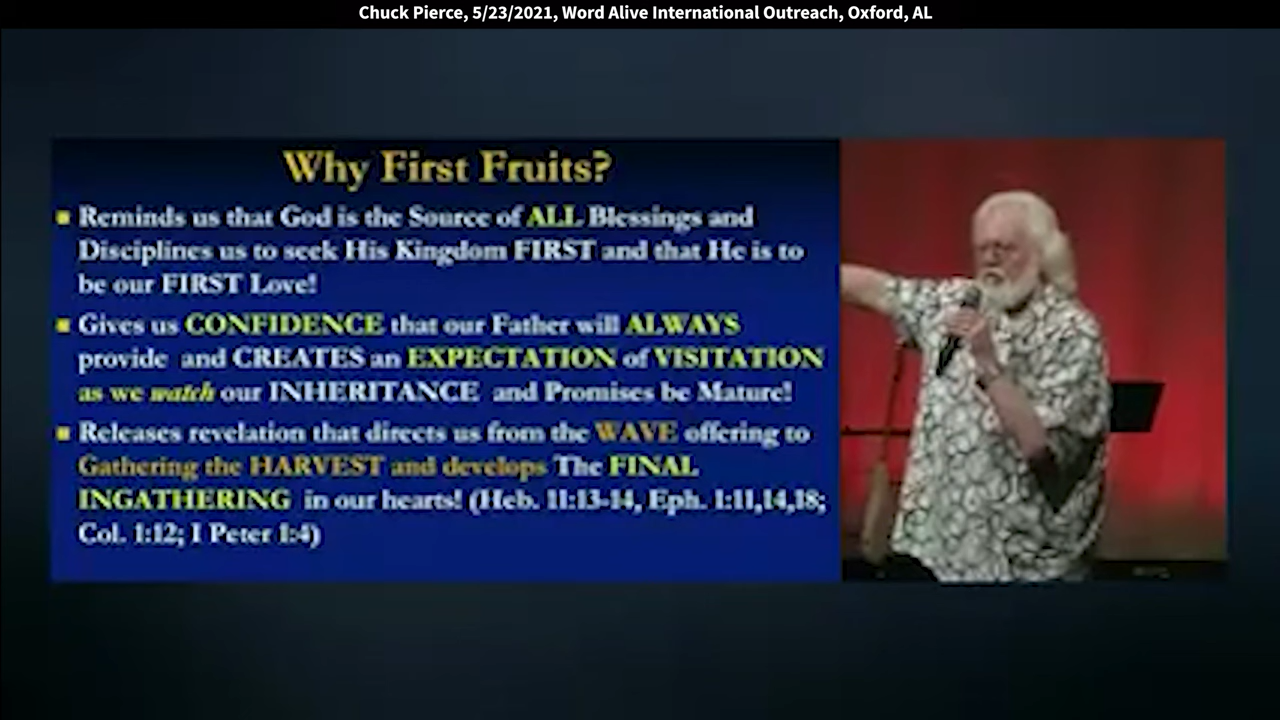 Chuck Pierce, 5/23/2021, Word Alive International Outreach, Oxford, AL
Why First Fruits?
Reminds us that God is the Source of ALL Blessings and
Disciplines us to seek His Kingdom FIRST and that He is to
be our FIRST Love!
Gives us CONFIDENCE that our Father will ALWAYS
provide and CREATES an EXPECTATION of VISITATION
as we watch our INHERITANCE and Promises be Mature!
Releases revelation that directs us from the WAVE offering to
Gathering the HARVEST and develops The FINAL
INGATHERING in our hearts! (Heb. 11:13-14, Eph. 1:11,14,18;
Col. 1:12; I Peter 1:4)